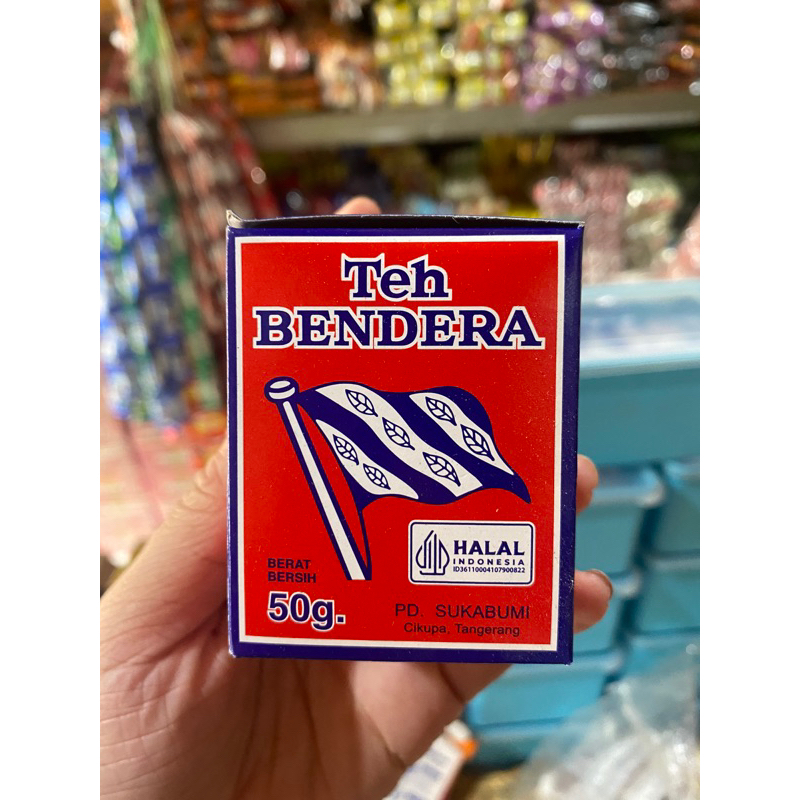 Teh
BENDERA
HALAL
INDONESIA
ID36110004107900822
BERAT
BERSIH
50g.
PD. SUKABUMI
Cikupa, Tangerang